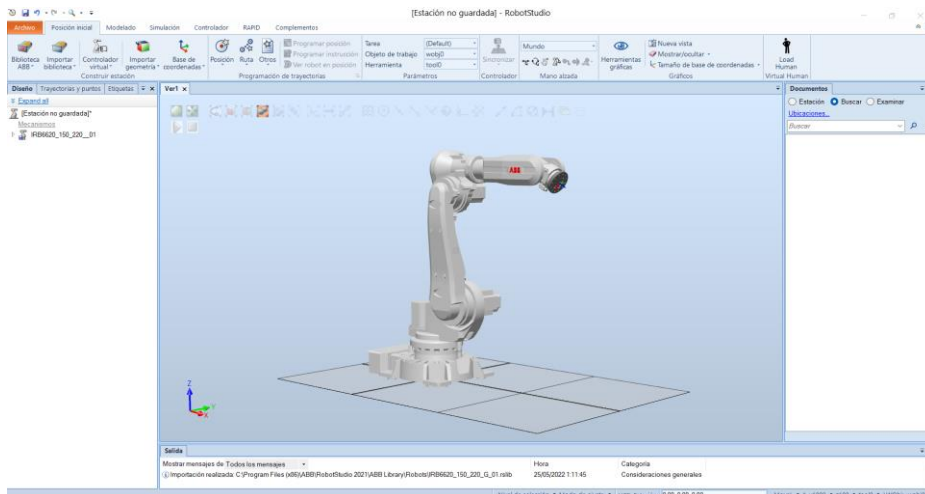 [Estación no guardada] - RobotStudio
Archivo Posición inicial Modelado Simulación Controlador RAPID Complementos
Biblioteca ABB
Importar biblioteca
Controlador virtual
Importar geometría
Base de coordenadas
Construir estación
Posición
Ruta
Otros
Programar posición
Programar instrucción
Ver robot en posición
Programación de trayectorias
Tarea (Default)
Objeto de trabajo wobj0
Herramienta tool0
Parámetros
Sincronizar
Controlador
Mundo
Mano alzada
Herramientas gráficas
Nueva vista
Mostrar/ocultar
Tamaño de base de coordenadas
Gráficos
Load Human
Virtual Human
Diseño Trayectorias y puntos Etiquetas
Expand all
[Estación no guardada]*
Mecanismos
IRB6620_150_220__01
Ver1
ABB
Z
Y
X
Documentos
Estación Buscar Examinar
Ubicaciones...
Buscar
Salida
Mostrar mensajes de Todos los mensajes Hora Categoría
Importación realizada: C:\Program Files (x86)\ABB\RobotStudio 2021\ABB Library\Robots\IRB6620_150_220_G_01.rslib 25/05/2022 1:11:45 Consideraciones generales